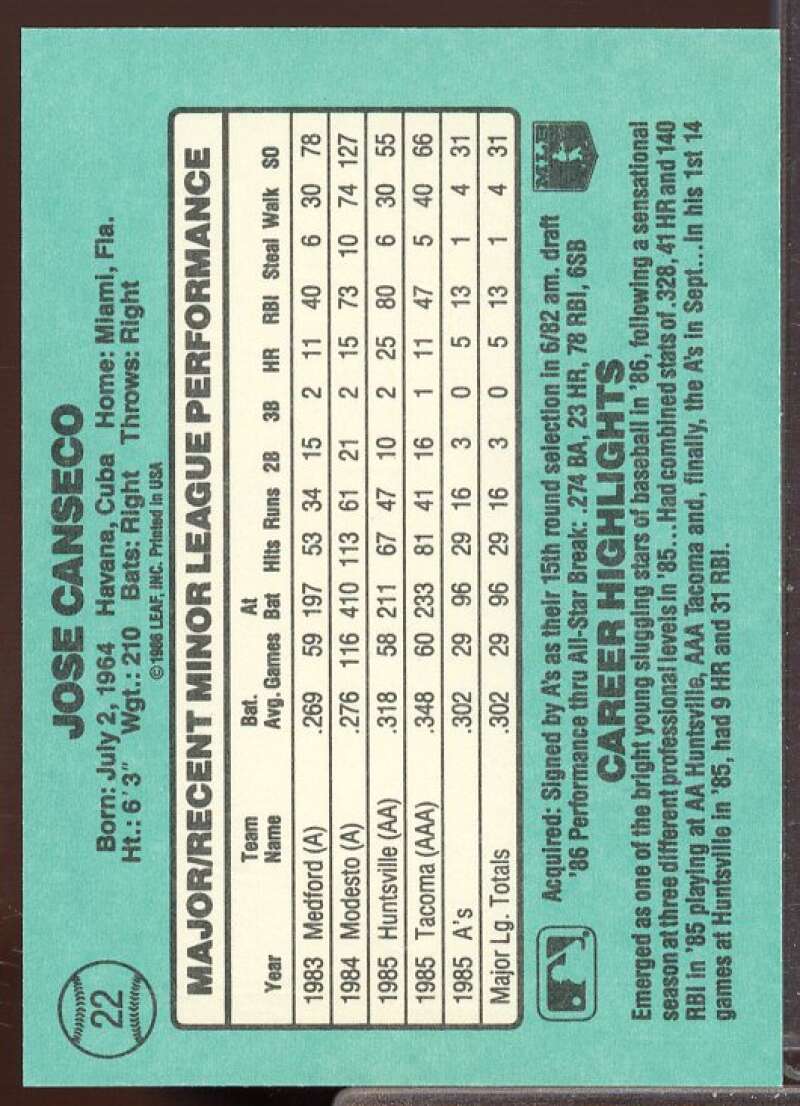 22
JOSE CANSECO
Born: July 2, 1964 Havana, Cuba Home: Miami, Fla.
Ht.: 6'3" Wgt.: 210 Bats: Right Throws: Right
©1986 LEAF, INC. Printed in USA
MAJOR/RECENT MINOR LEAGUE PERFORMANCE
Year Team Name Bat. Avg. Games At Bat Hits Runs 2B 3B HR RBI Steal Walk SO
1983 Medford (A) .269 59 197 53 34 15 2 11 40 6 30 78
1984 Modesto (A) .276 116 410 113 61 21 2 15 73 10 74 127
1985 Huntsville (AA) .318 58 211 67 47 10 2 25 80 6 30 55
1985 Tacoma (AAA) .348 60 233 81 41 16 1 11 47 5 40 66
1985 A's .302 29 96 29 16 3 0 5 13 1 4 31
Major Lg. Totals .302 29 96 29 16 3 0 5 13 1 4 31
Acquired: Signed by A's as their 15th round selection in 6/82 am. draft
'86 Performance thru All-Star Break: .274 BA, 23 HR, 78 RBI, 6SB
MLB
CAREER HIGHLIGHTS
Emerged as one of the bright young slugging stars of baseball in '86, following a sensational
season at three different professional levels in '85...Had combined stats of .328, 41 HR and 140
RBI in '85 playing at AA Huntsville, AAA Tacoma and, finally, the A's in Sept...In his 1st 14
games at Huntsville in '85, had 9 HR and 31 RBI.